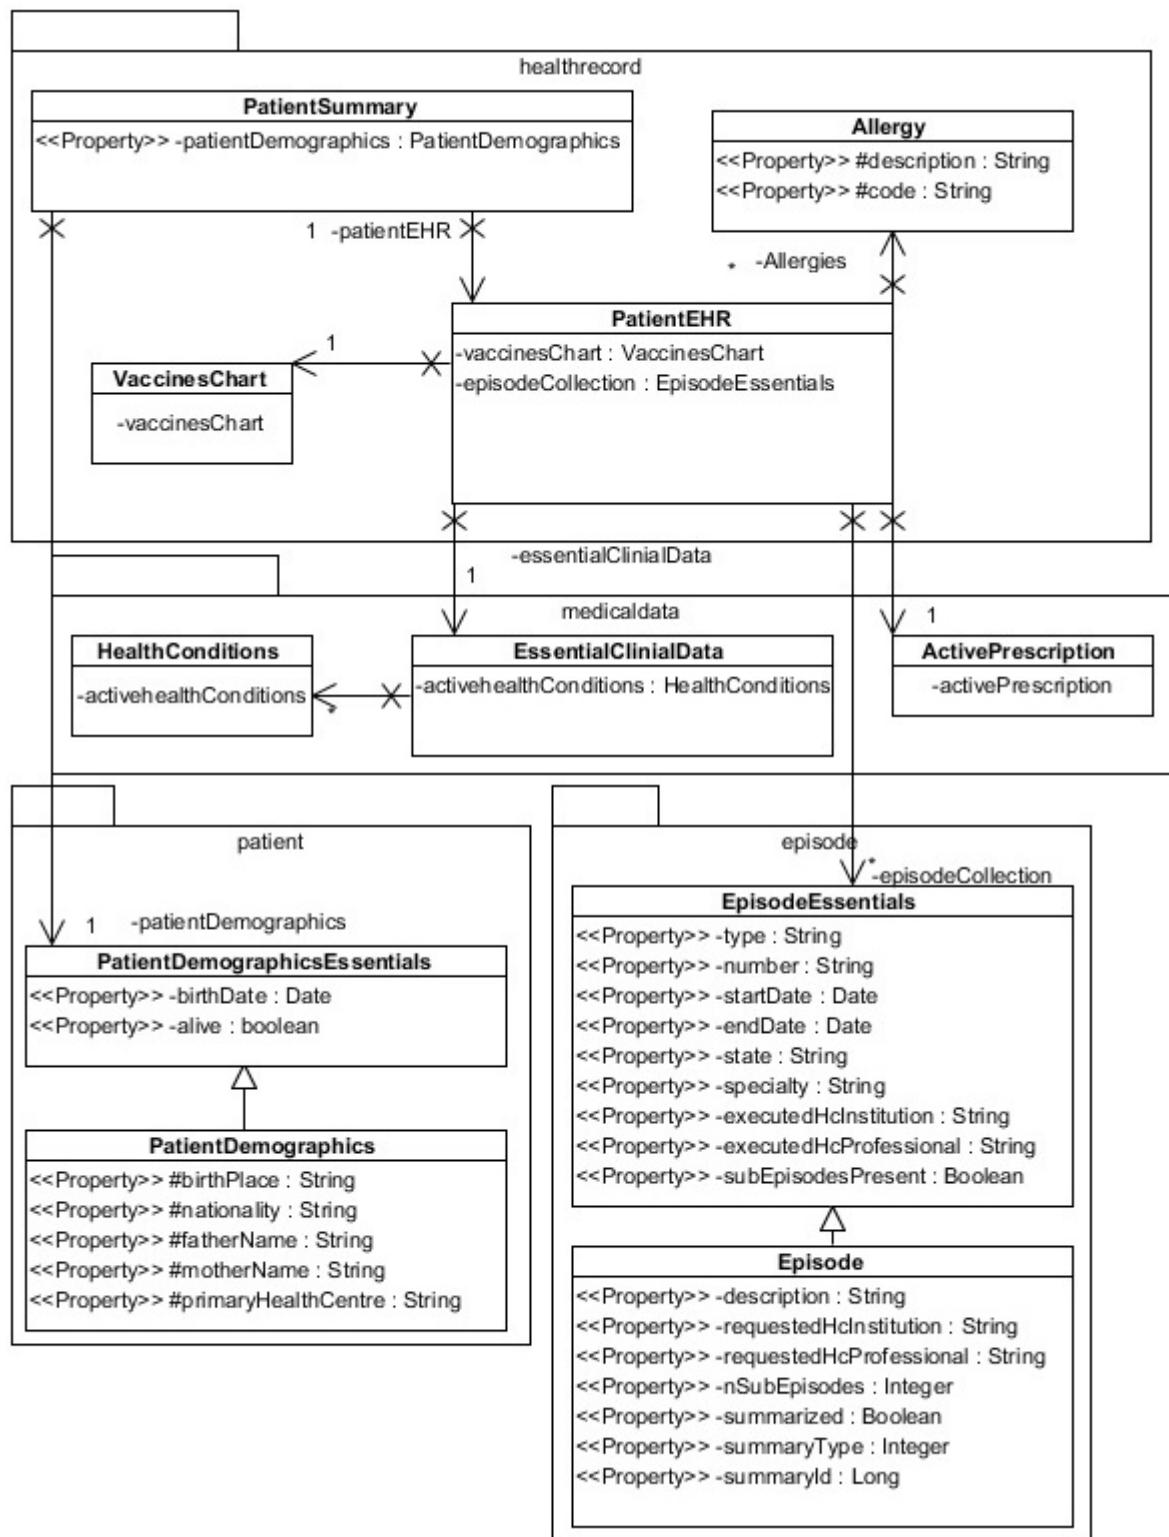 healthrecord
PatientSummary
<<Property>> -patientDemographics : PatientDemographics
Allergy
<<Property>> #description : String
<<Property>> #code : String
1 -patientEHR
* -Allergies
PatientEHR
-vaccinesChart : VaccinesChart
-episodeCollection : EpisodeEssentials
1
VaccinesChart
-vaccinesChart
-essentialClinialData
1
1
medicaldata
HealthConditions
-activehealthConditions
*
EssentialClinialData
-activehealthConditions : HealthConditions
ActivePrescription
-activePrescription
patient
1 -patientDemographics
PatientDemographicsEssentials
<<Property>> -birthDate : Date
<<Property>> -alive : boolean
PatientDemographics
<<Property>> #birthPlace : String
<<Property>> #nationality : String
<<Property>> #fatherName : String
<<Property>> #motherName : String
<<Property>> #primaryHealthCentre : String
episode
*
-episodeCollection
EpisodeEssentials
<<Property>> -type : String
<<Property>> -number : String
<<Property>> -startDate : Date
<<Property>> -endDate : Date
<<Property>> -state : String
<<Property>> -specialty : String
<<Property>> -executedHcInstitution : String
<<Property>> -executedHcProfessional : String
<<Property>> -subEpisodesPresent : Boolean
Episode
<<Property>> -description : String
<<Property>> -requestedHcInstitution : String
<<Property>> -requestedHcProfessional : String
<<Property>> -nSubEpisodes : Integer
<<Property>> -summarized : Boolean
<<Property>> -summaryType : Integer
<<Property>> -summaryId : Long